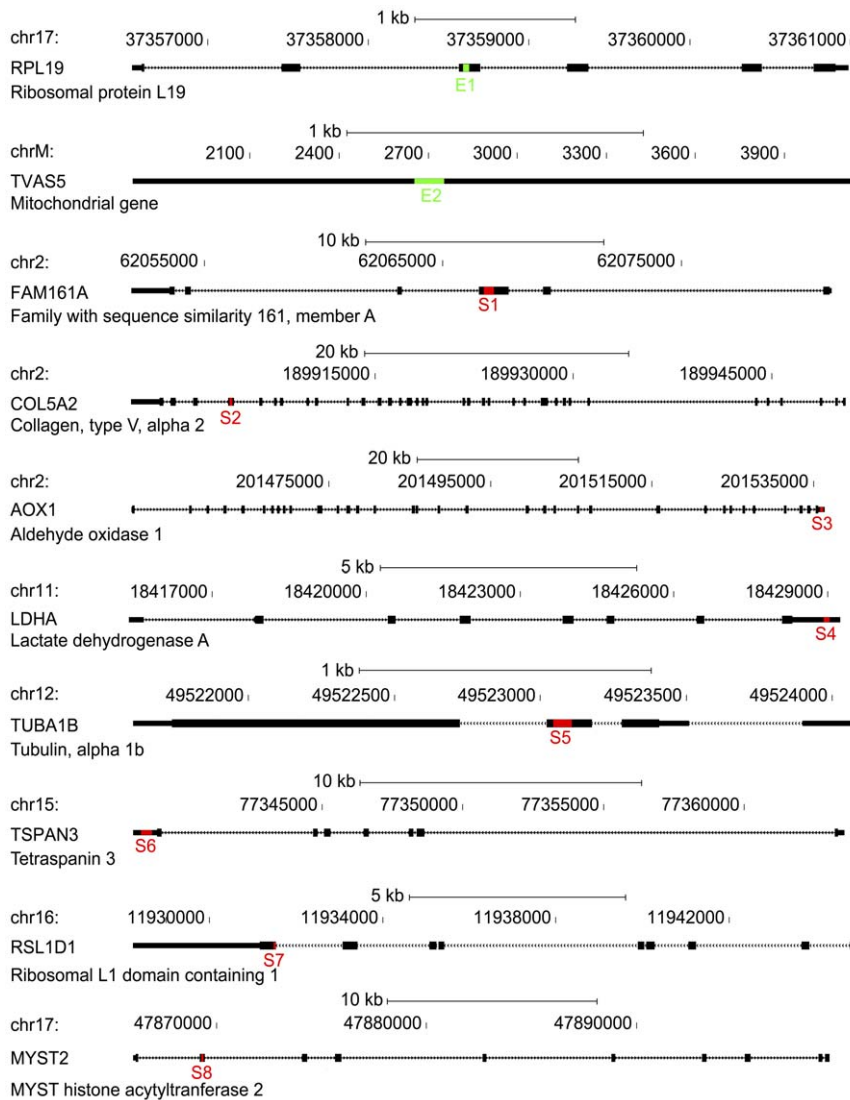 1 kb
chr17: 37357000 37358000 37359000 37360000 37361000
RPL19
E1
Ribosomal protein L19
1 kb
chrM: 2100 2400 2700 3000 3300 3600 3900
TVAS5
E2
Mitochondrial gene
10 kb
chr2: 62055000 62065000 62075000
FAM161A
S1
Family with sequence similarity 161, member A
20 kb
chr2: 189915000 189930000 189945000
COL5A2
S2
Collagen, type V, alpha 2
20 kb
chr2: 201475000 201495000 201515000 201535000
AOX1
S3
Aldehyde oxidase 1
5 kb
chr11: 18417000 18420000 18423000 18426000 18429000
LDHA
S4
Lactate dehydrogenase A
1 kb
chr12: 49522000 49522500 49523000 49523500 49524000
TUBA1B
S5
Tubulin, alpha 1b
10 kb
chr15: 77345000 77350000 77355000 77360000
TSPAN3
S6
Tetraspanin 3
5 kb
chr16: 11930000 11934000 11938000 11942000
RSL1D1
S7
Ribosomal L1 domain containing 1
10 kb
chr17: 47870000 47880000 47890000
MYST2
S8
MYST histone acytyltranferase 2